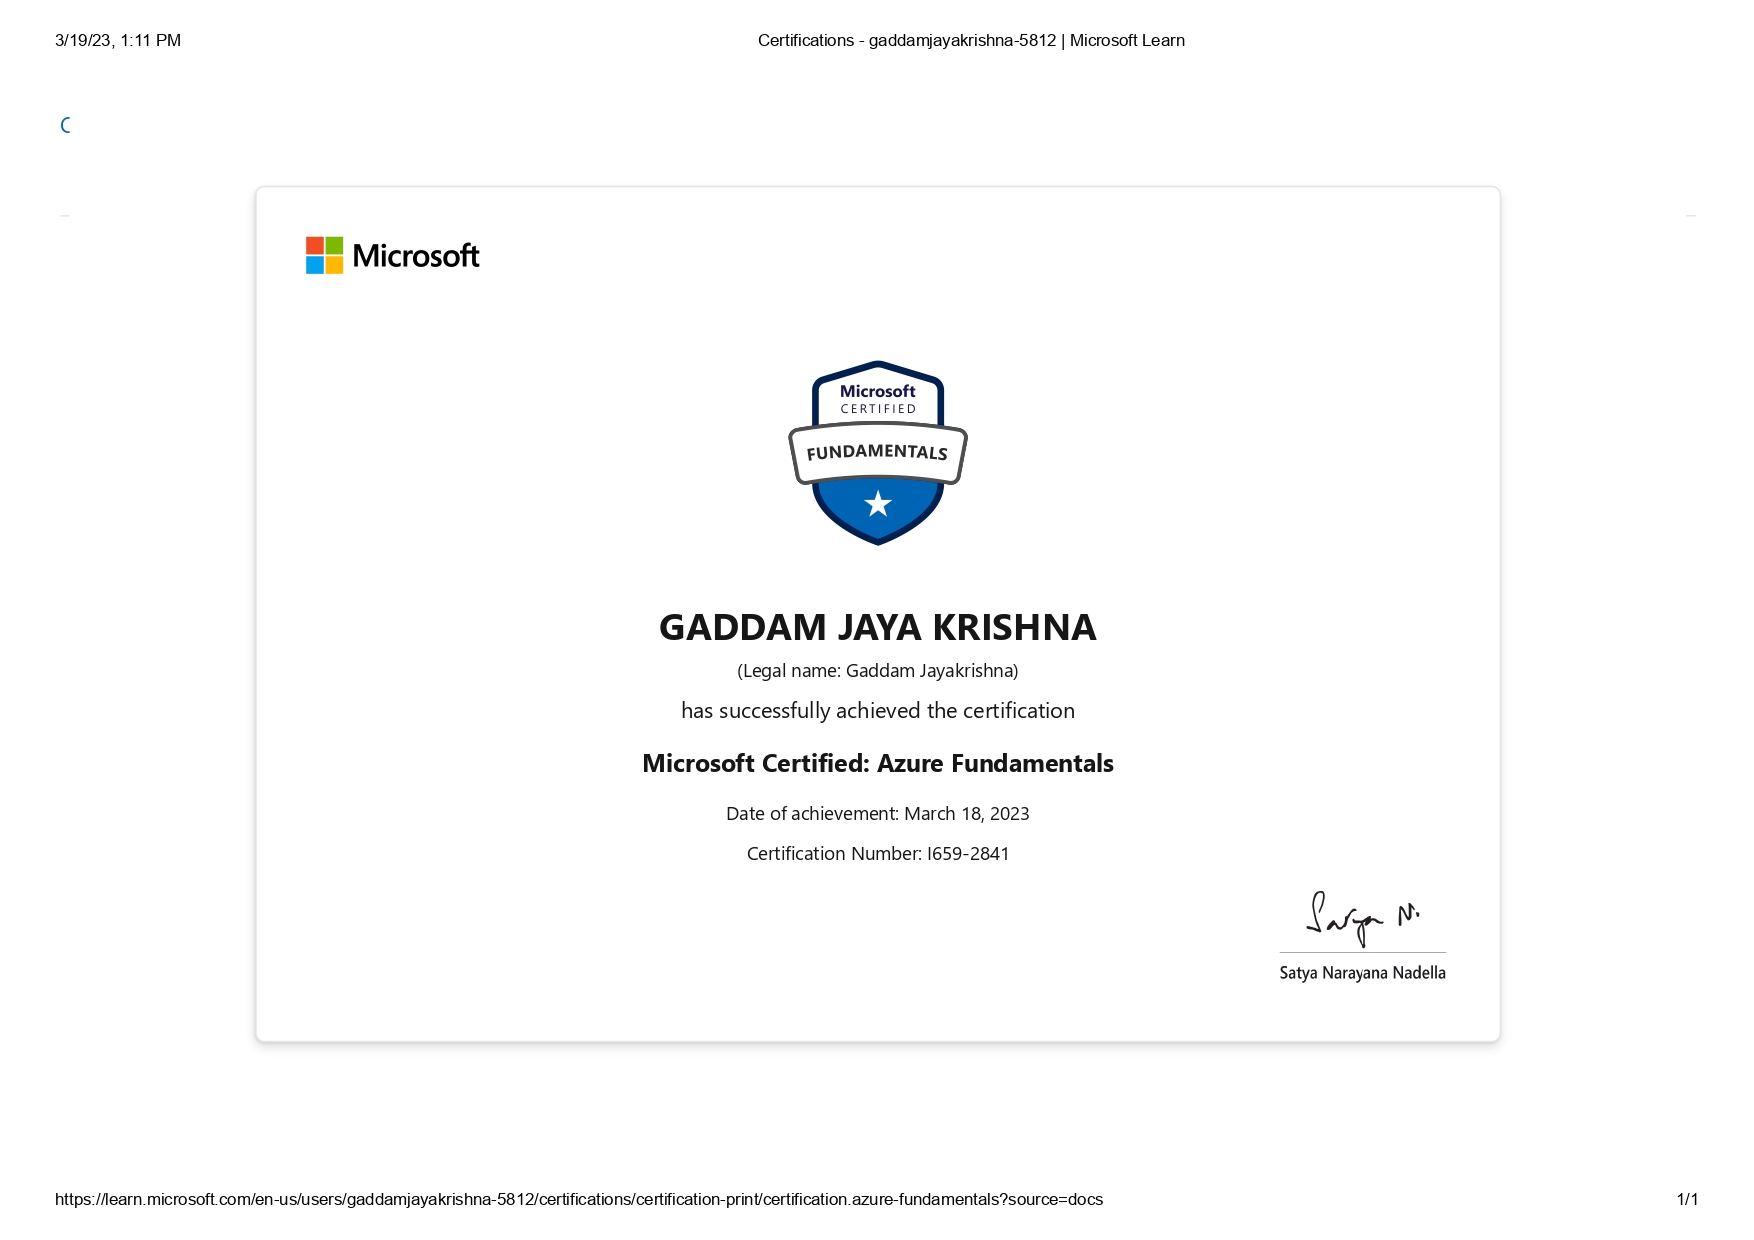 3/19/23, 1:11 PM
Certifications - gaddamjayakrishna-5812 | Microsoft Learn
C
Microsoft
Microsoft
CERTIFIED
FUNDAMENTALS
GADDAM JAYA KRISHNA
(Legal name: Gaddam Jayakrishna)
has successfully achieved the certification
Microsoft Certified: Azure Fundamentals
Date of achievement: March 18, 2023
Certification Number: I659-2841
Satya N.
Satya Narayana Nadella
https://learn.microsoft.com/en-us/users/gaddamjayakrishna-5812/certifications/certification-print/certification.azure-fundamentals?source=docs
1/1